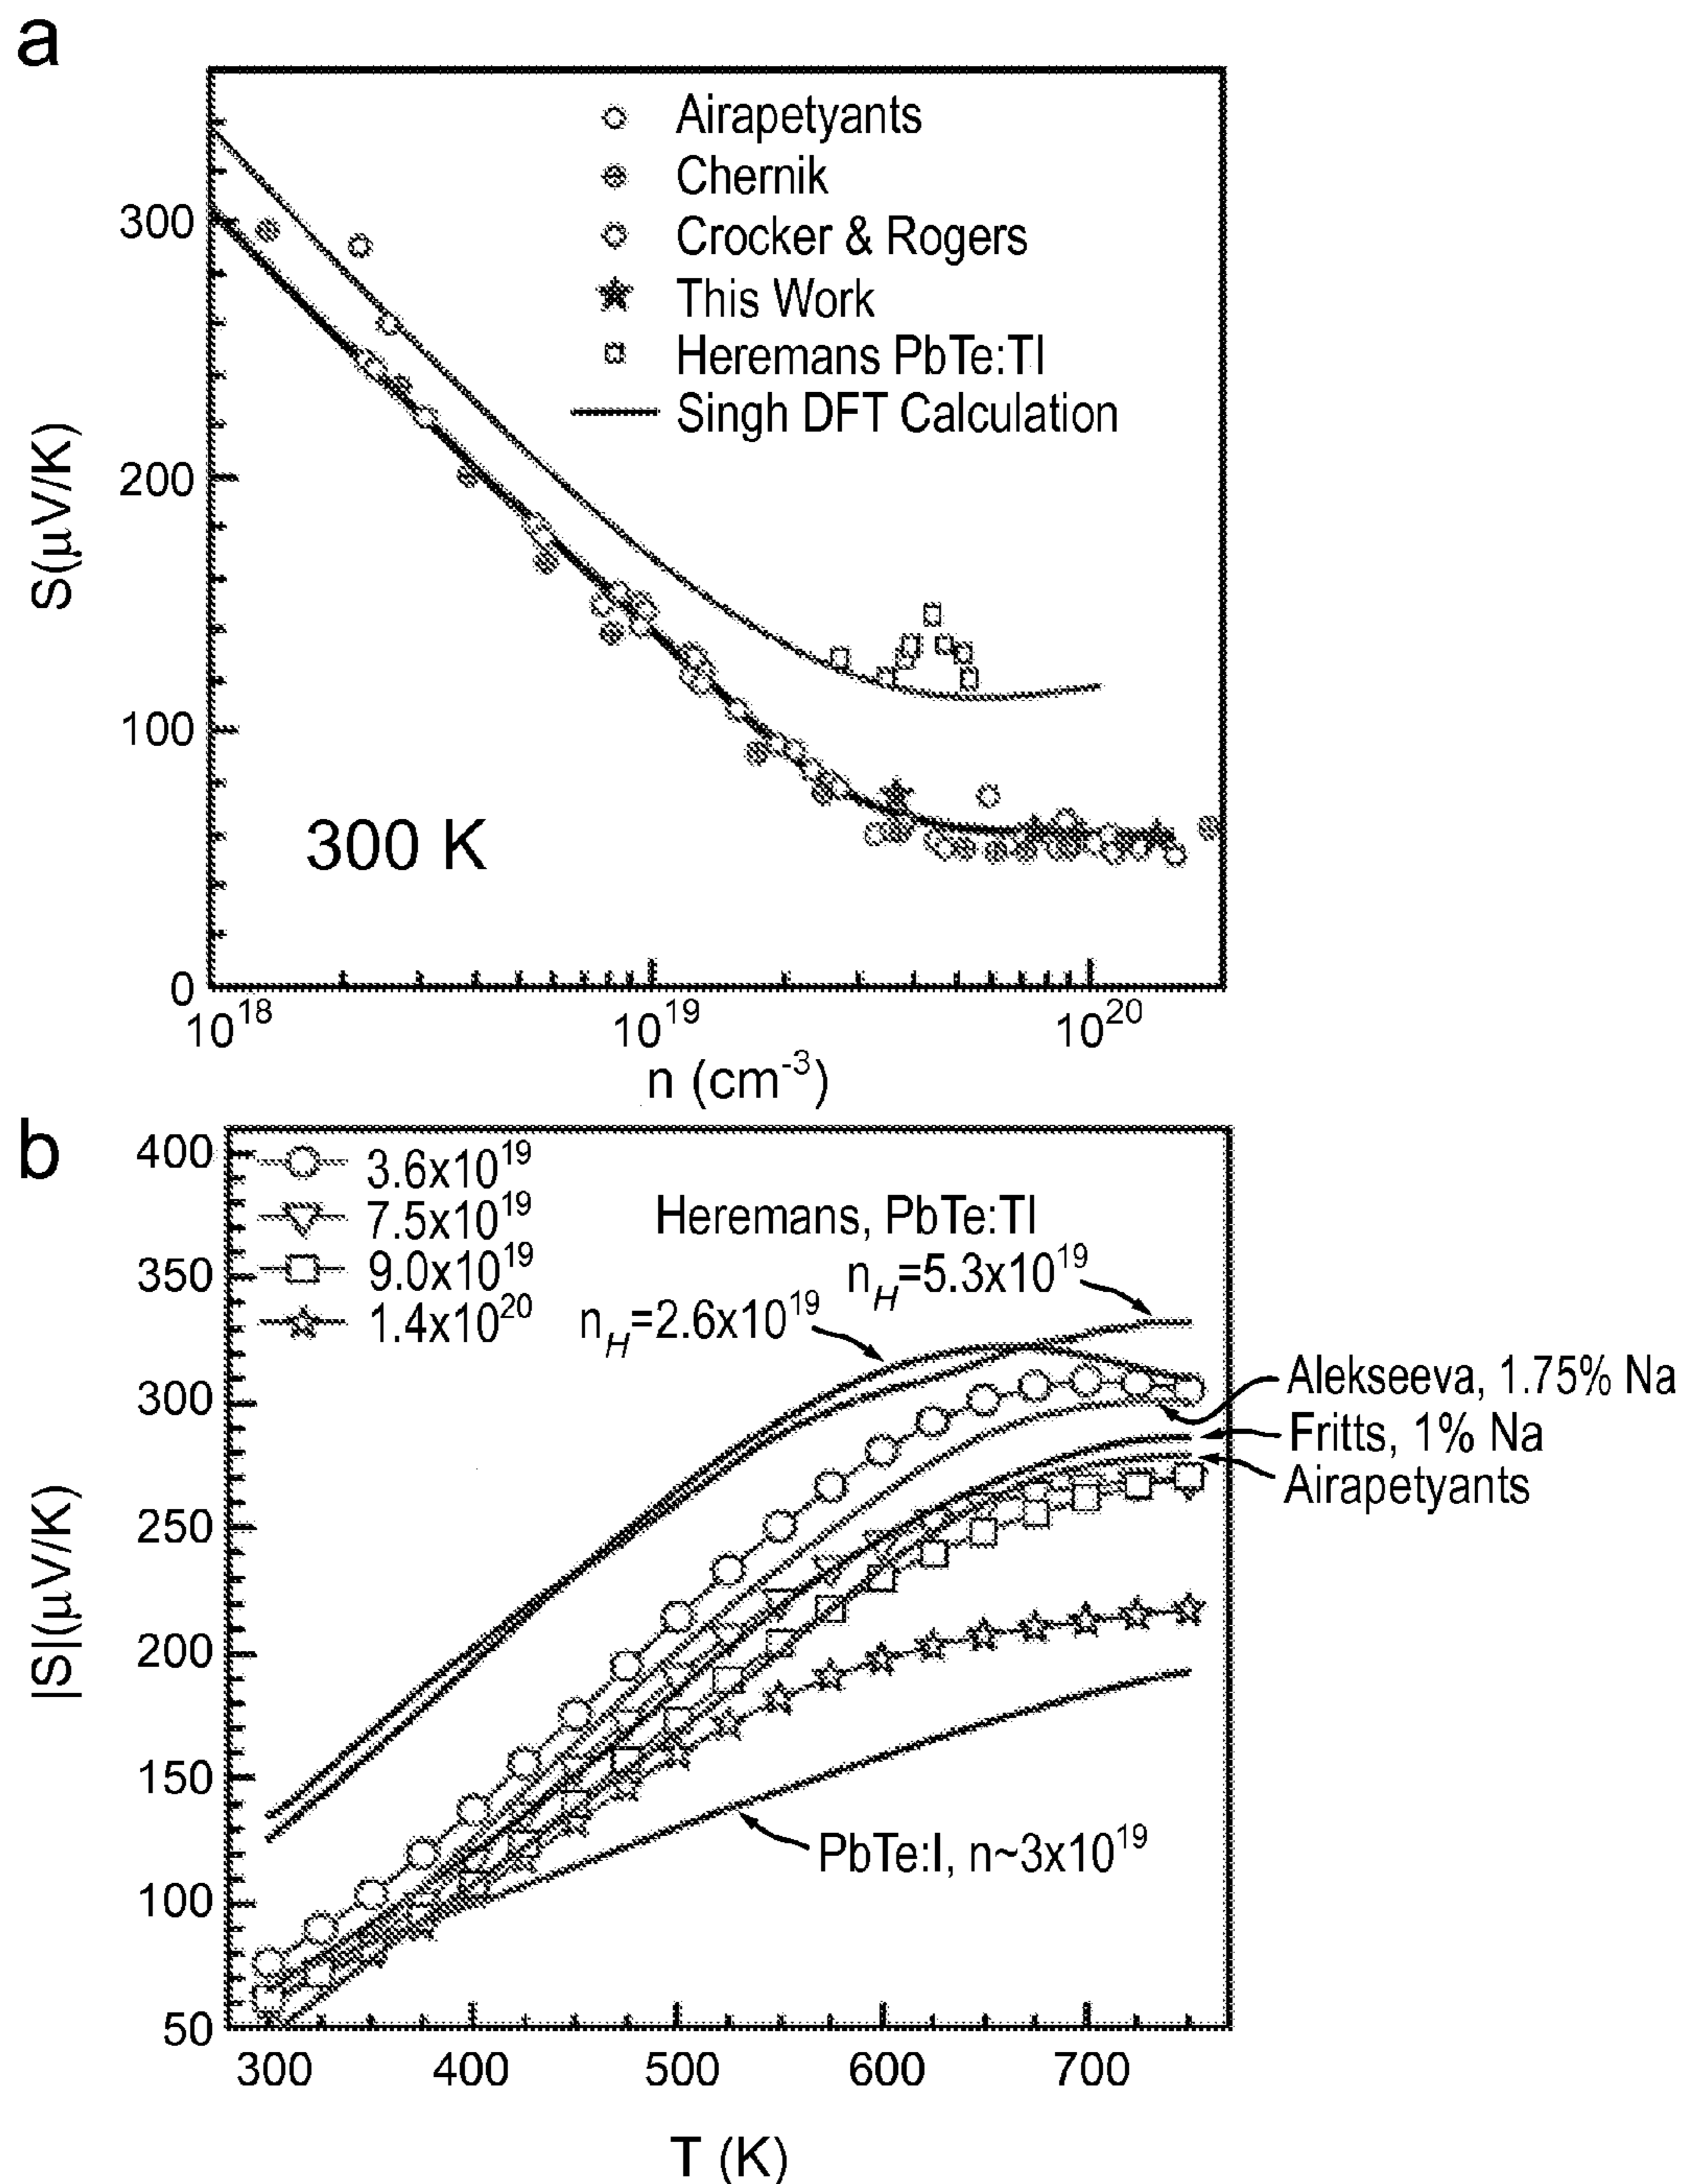 a
Airapetyants
Chernik
Crocker & Rogers
This Work
Heremans PbTe:Tl
Singh DFT Calculation
300
200
100
0
S(μV/K)
300 K
10^18
10^19
10^20
n (cm^-3)
b
400
350
300
250
200
150
100
50
|S|(μV/K)
3.6x10^19
7.5x10^19
9.0x10^19
1.4x10^20
Heremans, PbTe:Tl
n_H=5.3x10^19
n_H=2.6x10^19
Alekseeva, 1.75% Na
Fritts, 1% Na
Airapetyants
PbTe:I, n~3x10^19
300
400
500
600
700
T (K)